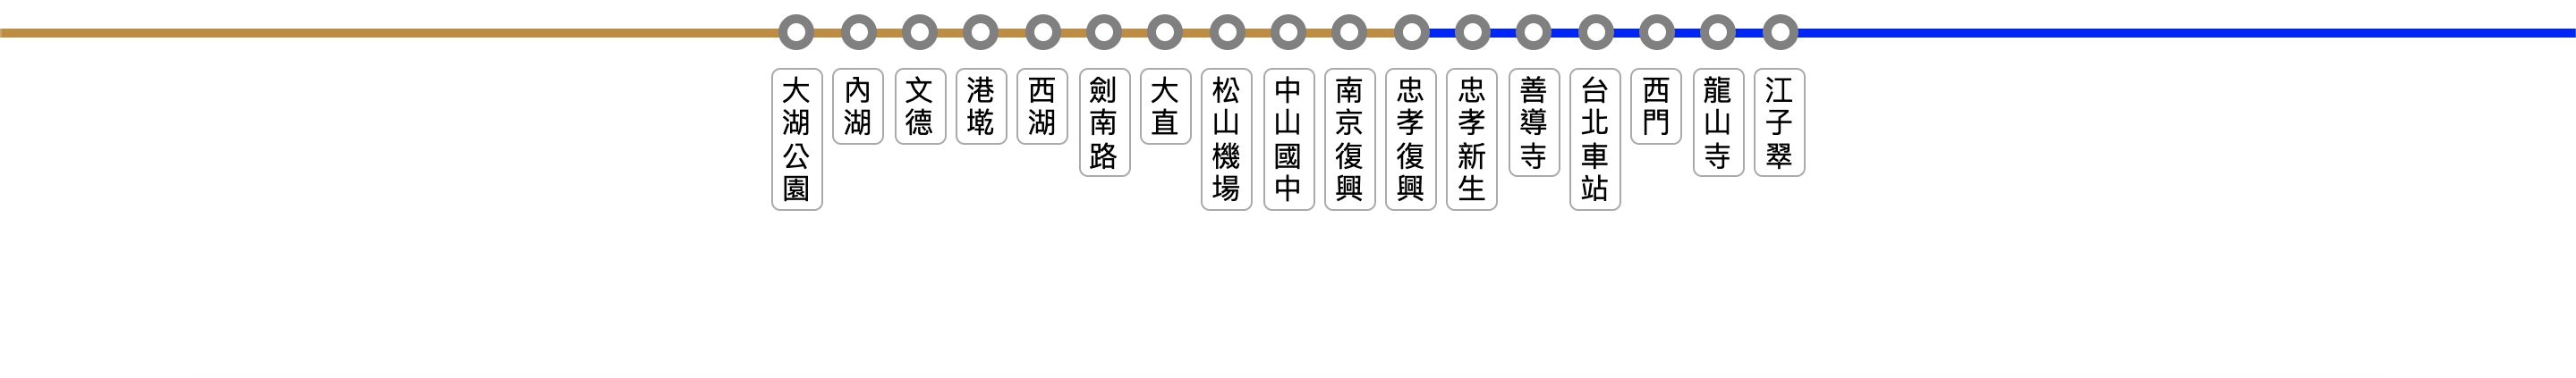 大湖公園
內湖
文德
港墘
西湖
劍南路
大直
松山機場
中山國中
南京復興
忠孝復興
忠孝新生
善導寺
台北車站
西門
龍山寺
江子翠